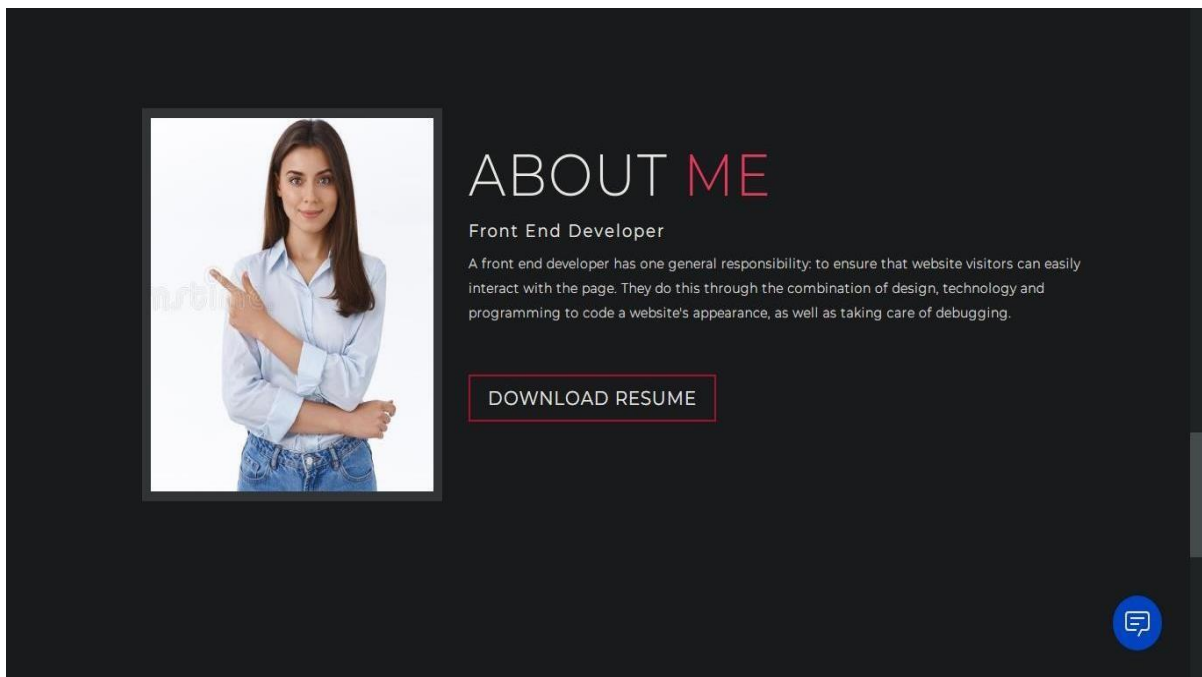 ABOUT ME
Front End Developer
A front end developer has one general responsibility: to ensure that website visitors can easily
interact with the page. They do this through the combination of design, technology and
programming to code a website's appearance, as well as taking care of debugging.
DOWNLOAD RESUME